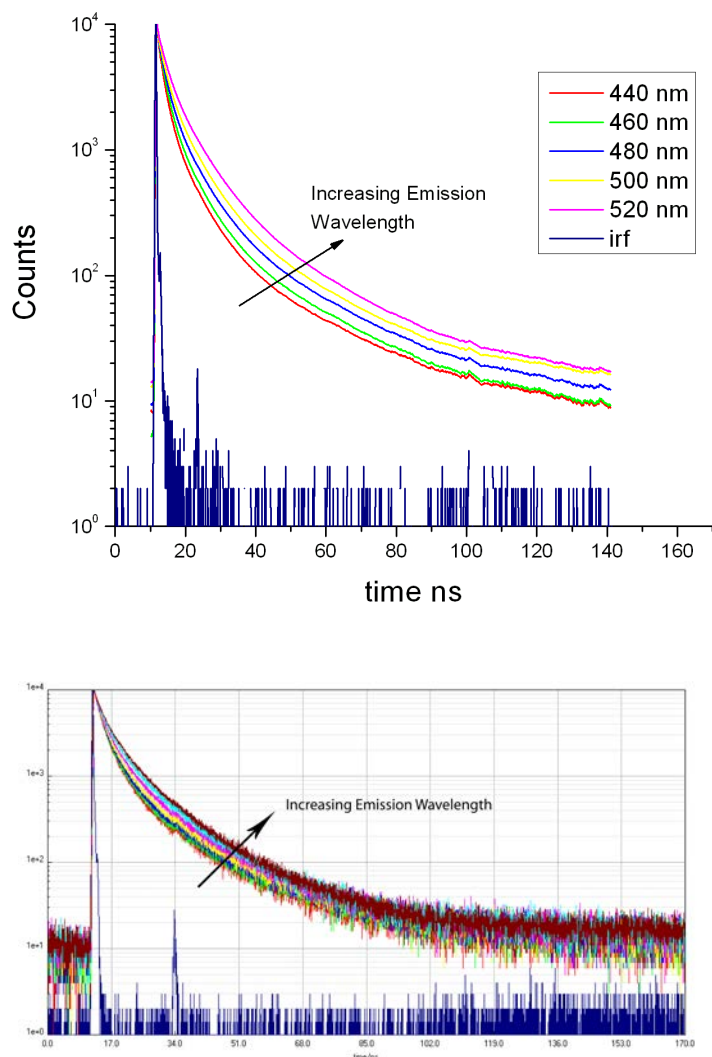 10^4
10^3
10^2
10^1
10^0
Counts
440 nm
460 nm
480 nm
500 nm
520 nm
irf
Increasing Emission
Wavelength
0 20 40 60 80 100 120 140 160
time ns
1e+4
1e+3
1e+2
1e+1
1e+0
Increasing Emission Wavelength
0.0 17.0 34.0 51.0 68.0 85.0 102.0 119.0 136.0 153.0 170.0
time/ns